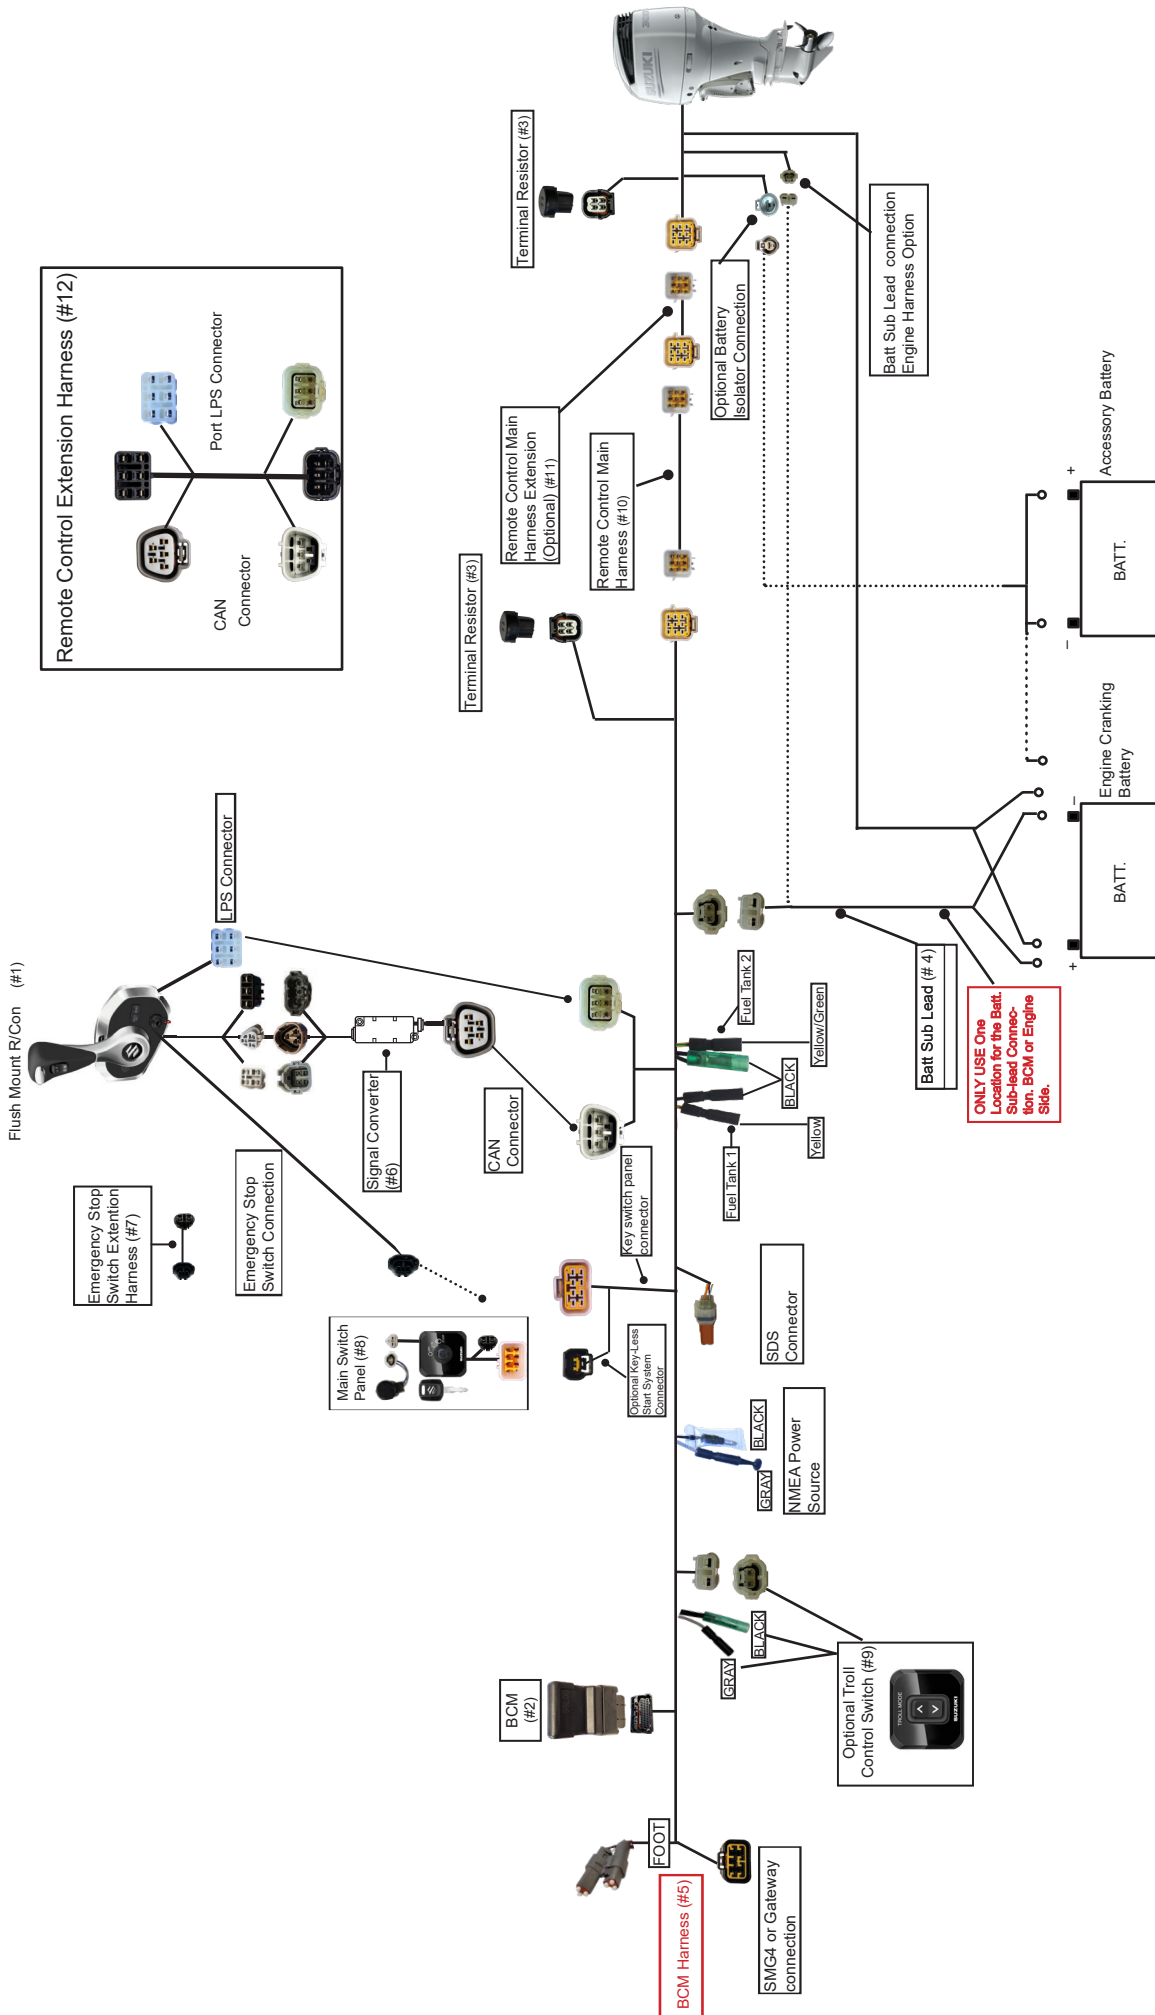 Flush Mount R/Con    (#1)
Remote Control Extension Harness (#12)
CAN
Connector
Port LPS Connector
LPS Connector
Emergency Stop
Switch Extention
Harness (#7)
Emergency Stop
Switch Connection
Signal Converter
(#6)
CAN
Connector
Main Switch
Panel (#8)
Terminal Resistor (#3)
Terminal Resistor (#3)
Remote Control Main
Harness Extension
(Optional) (#11)
Remote Control Main
Harness (#10)
BCM
(#2)
Key switch panel
connector
Optional Key-Less
Start System
Connector
FOOT
BCM Harness (#5)
SMG4 or Gateway
connection
GRAY
BLACK
Optional Troll
Control Switch (#9)
TROLL MODE
SUZUKI
GRAY
BLACK
NMEA Power
Source
SDS
Connector
Fuel Tank 1
Yellow
BLACK
Fuel Tank 2
Yellow/Green
Optional Battery
Isolator Connection
Batt Sub Lead  connection
Engine Harness Option
SUZUKI
300
Batt Sub Lead (# 4)
ONLY USE One
Location for the Batt.
Sub-lead Connec-
tion. BCM or Engine
Side.
+
–
Engine Cranking
Battery
BATT.
–
+
Accessory Battery
BATT.